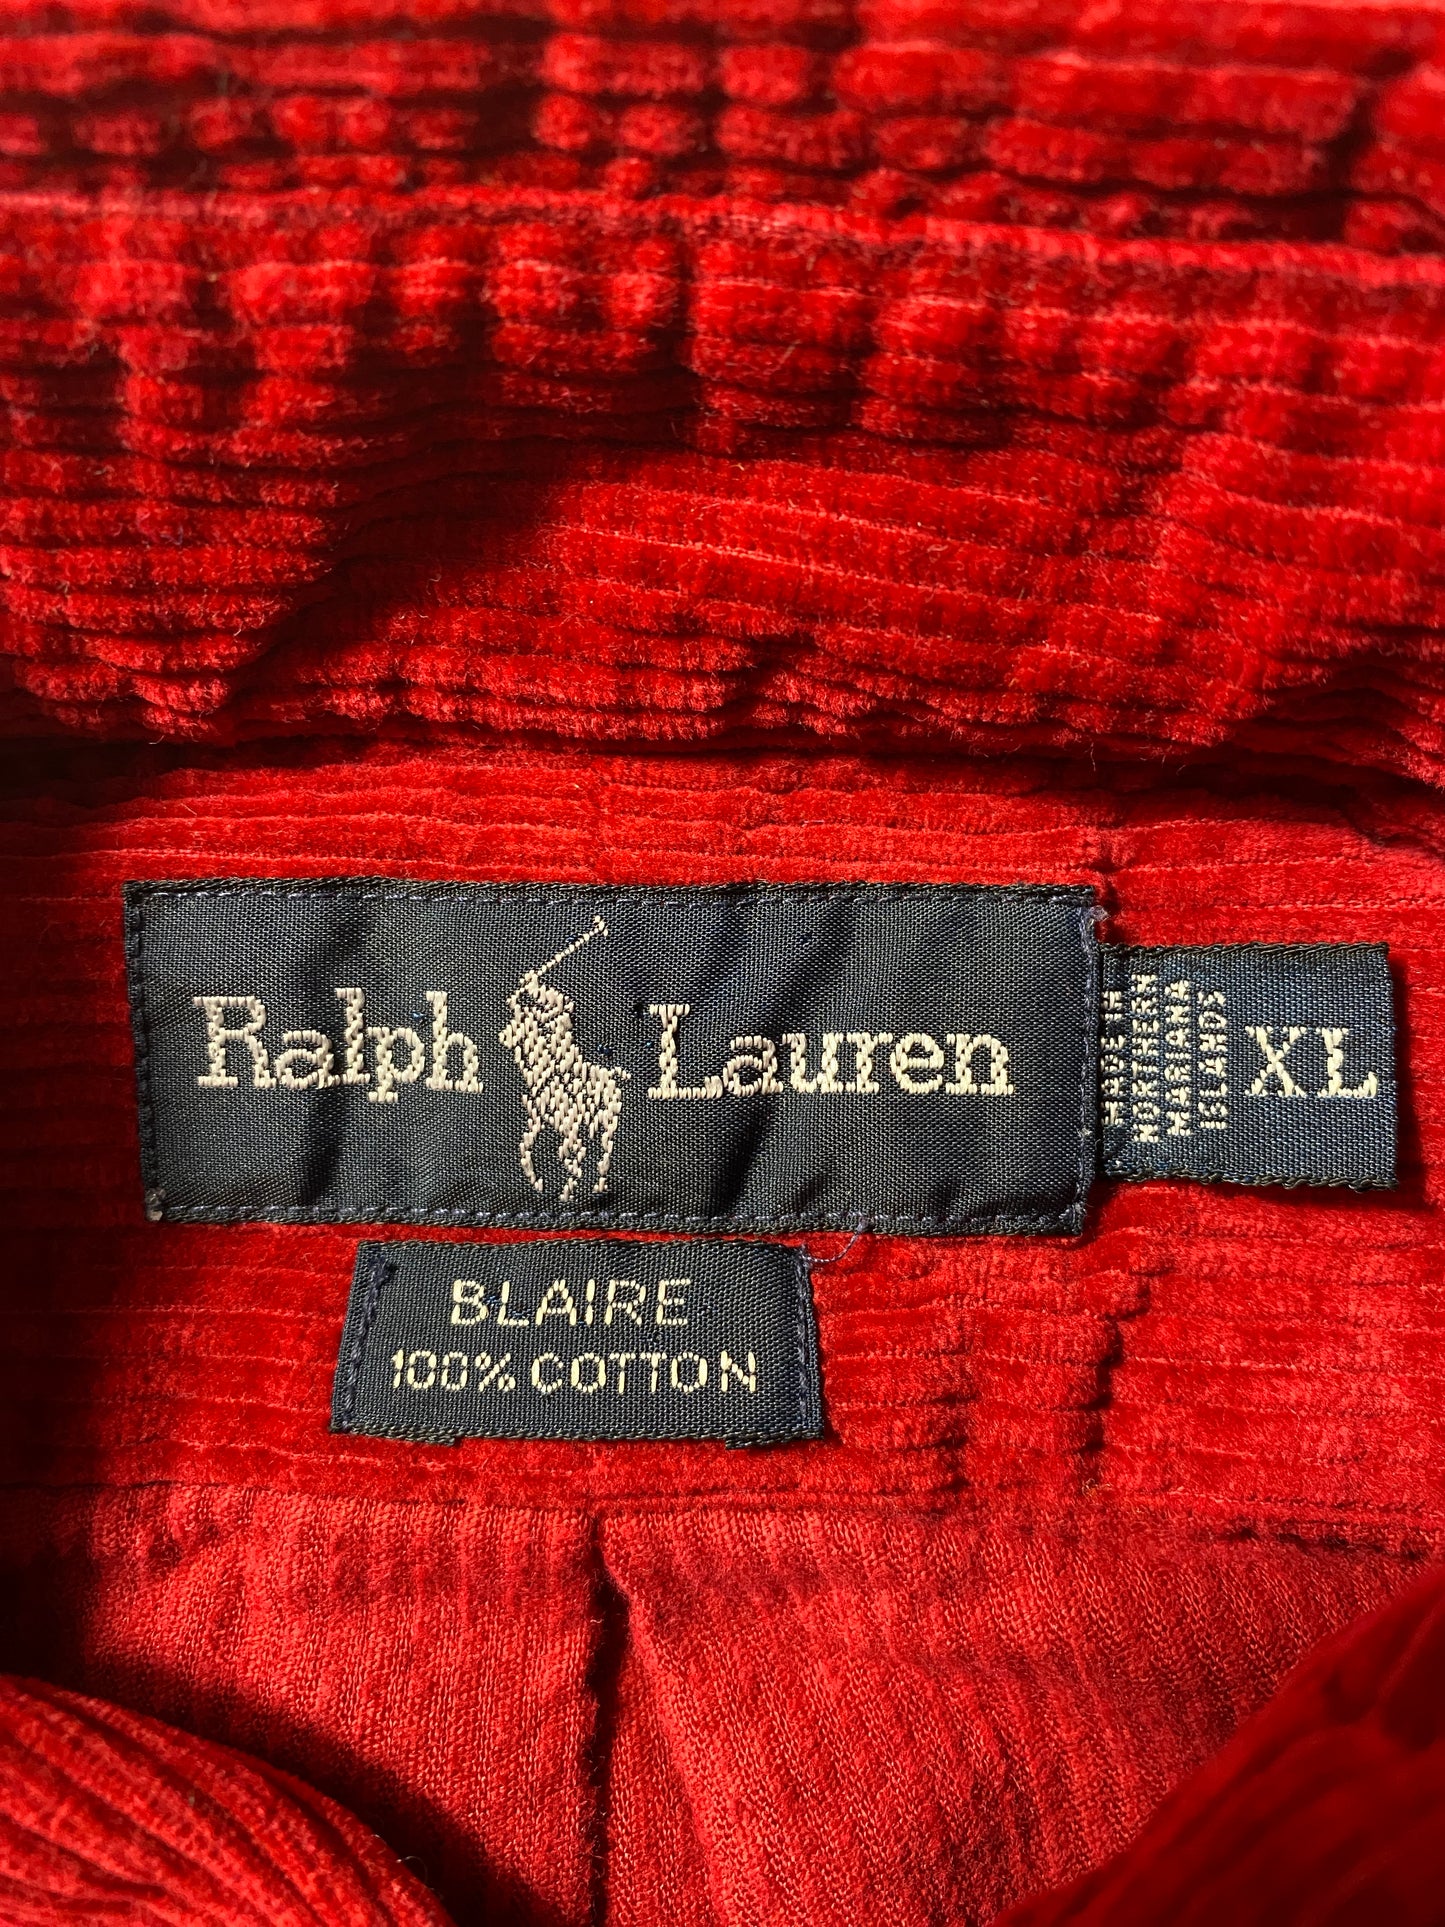 Ralph Lauren
MADE IN
NORTHERN
MARIANA
ISLANDS
XL
BLAIRE
100% COTTON